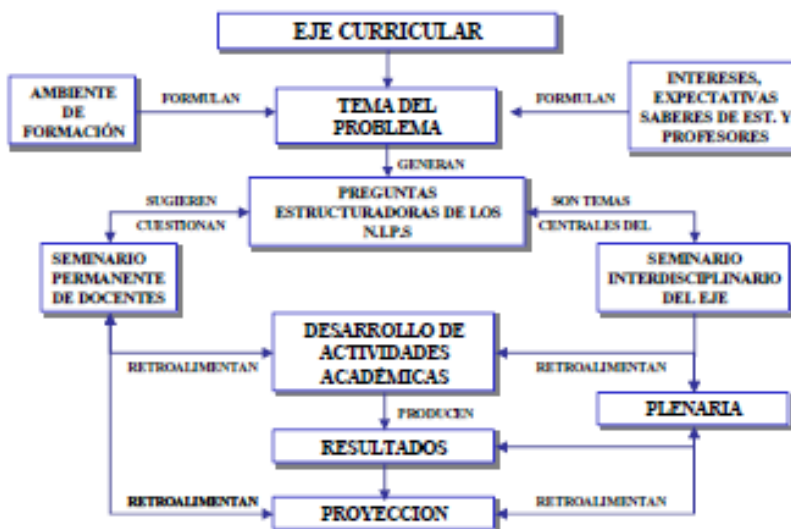 EJE CURRICULAR
AMBIENTE
DE
FORMACIÓN
FORMULAN
TEMA DEL
PROBLEMA
FORMULAN
INTERESES,
EXPECTATIVAS
SABERES DE EST. Y
PROFESORES
GENERAN
PREGUNTAS
ESTRUCTURADORAS DE LOS
N.I.P.S
SUGIEREN
CUESTIONAN
SON TEMAS
CENTRALES DEL
SEMINARIO
PERMANENTE
DE DOCENTES
SEMINARIO
INTERDISCIPLINARIO
DEL EJE
DESARROLLO DE
ACTIVIDADES
ACADÉMICAS
RETROALIMENTAN
RETROALIMENTAN
PRODUCEN
PLENARIA
RESULTADOS
RETROALIMENTAN
PROYECCION
RETROALIMENTAN